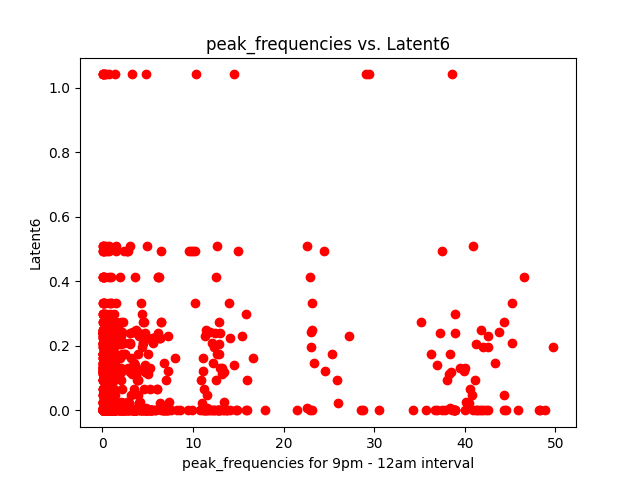 peak_frequencies vs. Latent6
1.0
0.8
0.6
0.4
0.2
0.0
Latent6
0 10 20 30 40 50
peak_frequencies for 9pm - 12am interval